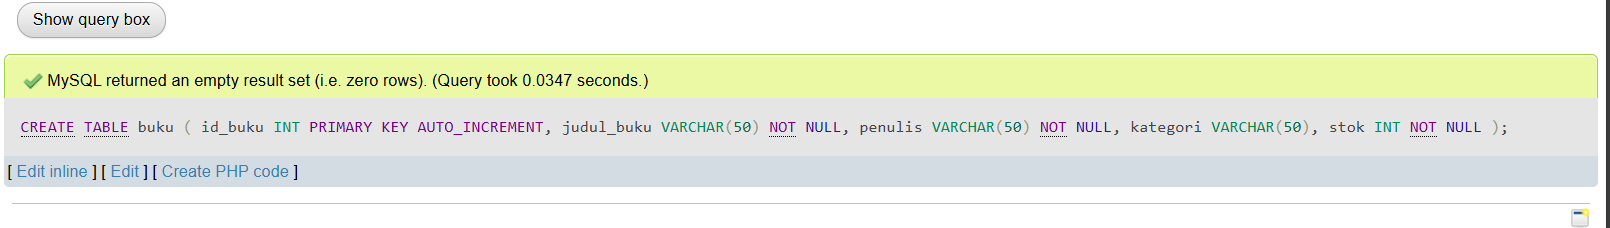 Show query box
MySQL returned an empty result set (i.e. zero rows). (Query took 0.0347 seconds.)
CREATE TABLE buku ( id_buku INT PRIMARY KEY AUTO_INCREMENT, judul_buku VARCHAR(50) NOT NULL, penulis VARCHAR(50) NOT NULL, kategori VARCHAR(50), stok INT NOT NULL );
[ Edit inline ] [ Edit ] [ Create PHP code ]